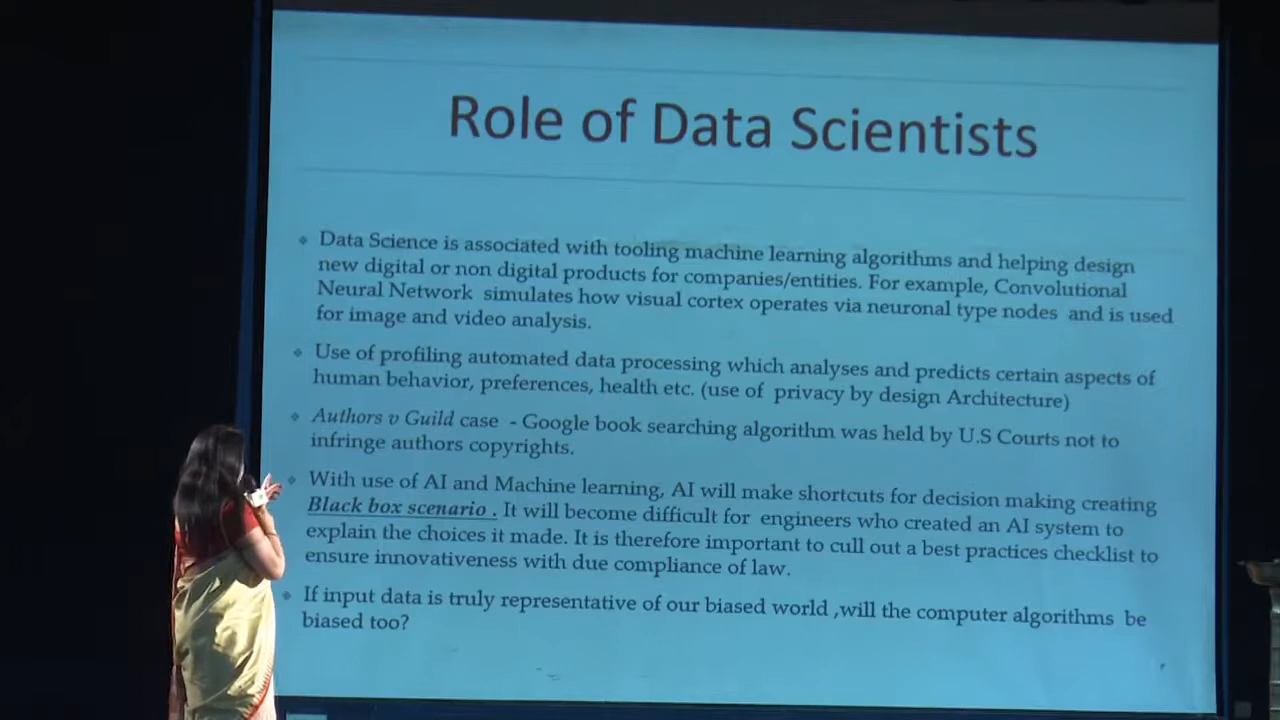 Role of Data Scientists
Data Science is associated with tooling machine learning algorithms and helping design
new digital or non digital products for companies/entities. For example, Convolutional
Neural Network simulates how visual cortex operates via neuronal type nodes and is used
for image and video analysis.
Use of profiling automated data processing which analyses and predicts certain aspects of
human behavior, preferences, health etc. (use of privacy by design Architecture)
Authors v Guild case - Google book searching algorithm was held by U.S Courts not to
infringe authors copyrights.
With use of AI and Machine learning, AI will make shortcuts for decision making creating
Black box scenario . It will become difficult for engineers who created an AI system to
explain the choices it made. It is therefore important to cull out a best practices checklist to
ensure innovativeness with due compliance of law.
If input data is truly representative of our biased world ,will the computer algorithms be
biased too?